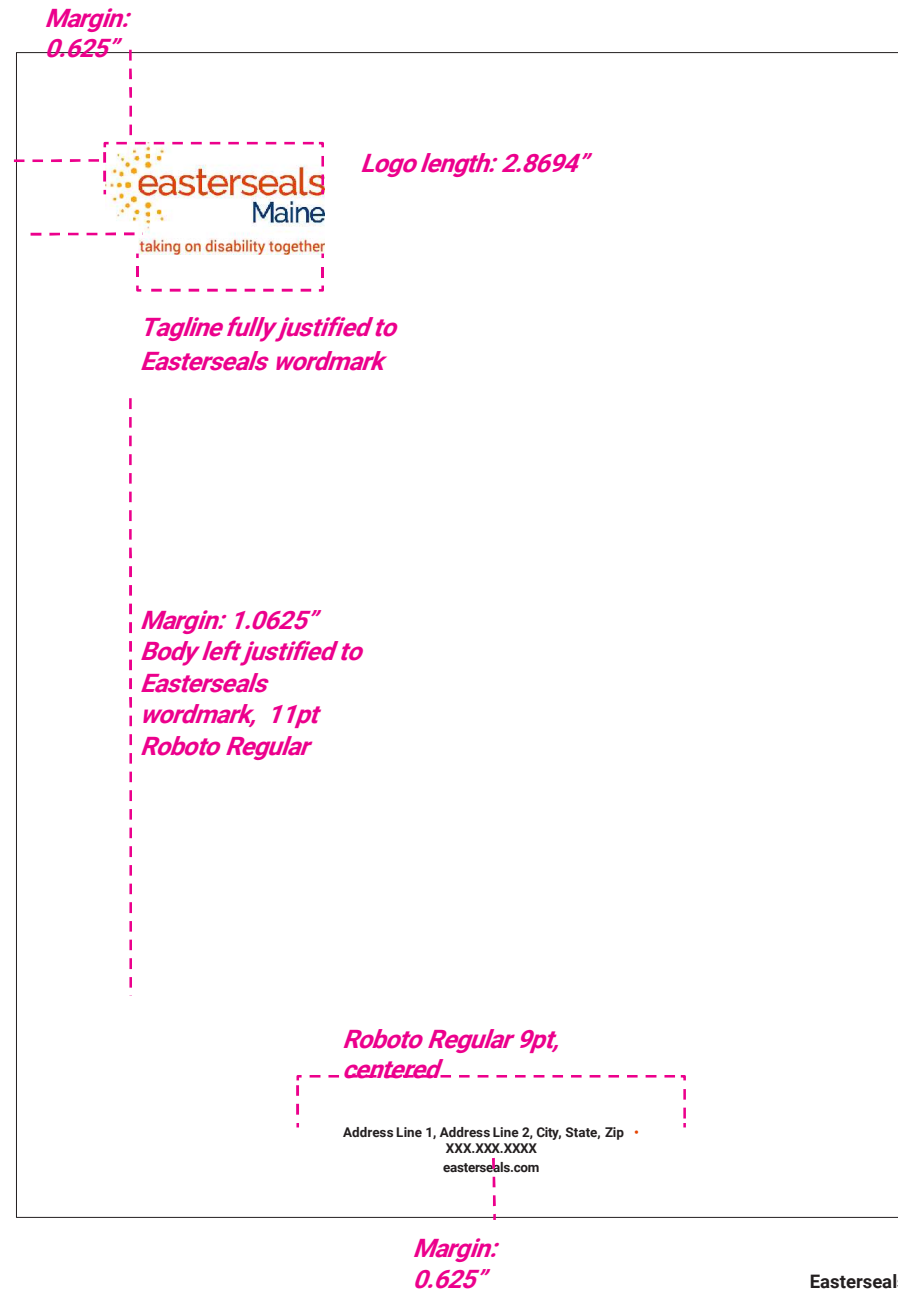 Margin:
0.625”
Logo length: 2.8694”
easterseals
Maine
taking on disability together
Tagline fully justified to
Easterseals wordmark
Margin: 1.0625”
Body left justified to
Easterseals
wordmark, 11pt
Roboto Regular
Roboto Regular 9pt,
centered
Address Line 1, Address Line 2, City, State, Zip •
XXX.XXX.XXXX
easterseals.com
Margin:
0.625”
Easterseals